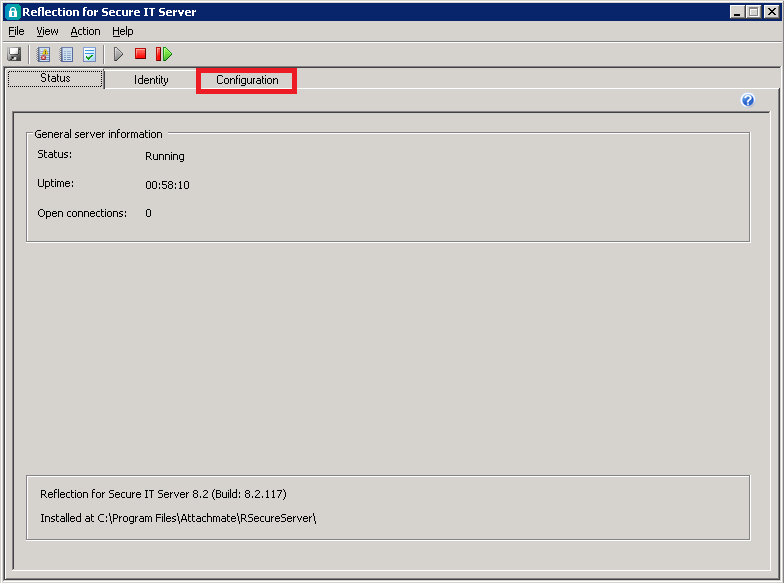 Reflection for Secure IT Server
File View Action Help
Status Identity Configuration
General server information
Status: Running
Uptime: 00:58:10
Open connections: 0
Reflection for Secure IT Server 8.2 (Build: 8.2.117)
Installed at C:\Program Files\Attachmate\RSecureServer\